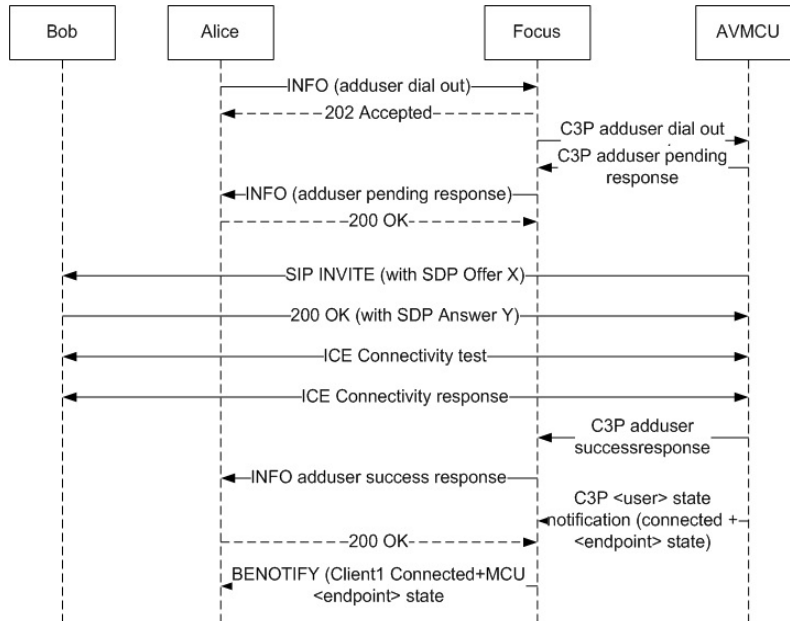 Bob
Alice
Focus
AVMCU
INFO (adduser dial out)
202 Accepted
C3P adduser dial out
C3P adduser pending
response
INFO (adduser pending response)
200 OK
SIP INVITE (with SDP Offer X)
200 OK (with SDP Answer Y)
ICE Connectivity test
ICE Connectivity response
C3P adduser
successresponse
INFO adduser success response
C3P <user> state
notification (connected +
<endpoint> state)
200 OK
BENOTIFY (Client1 Connected+MCU
<endpoint> state